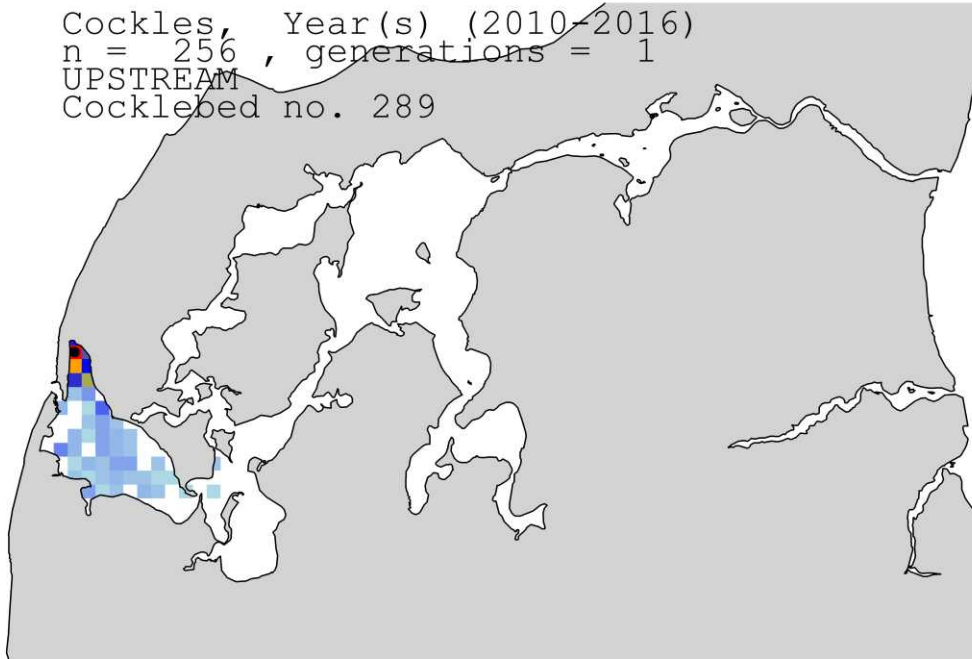 Cockles, Year(s) (2010-2016)
n = 256 , generations = 1
UPSTREAM
Cocklebed no. 289